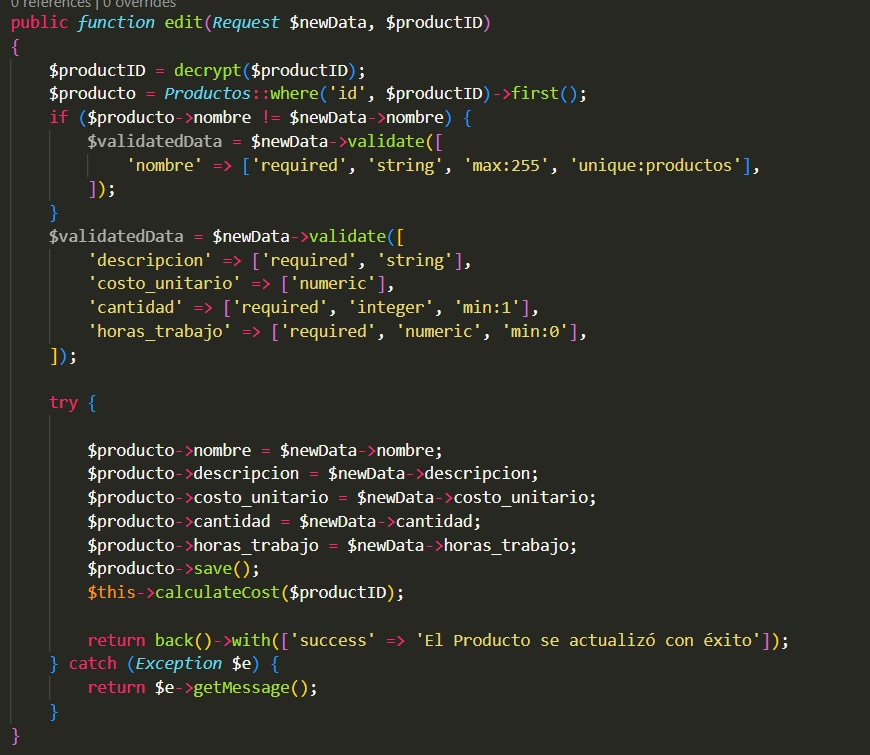 0 references | 0 overrides
public function edit(Request $newData, $productID)
{
    $productID = decrypt($productID);
    $producto = Productos::where('id', $productID)->first();
    if ($producto->nombre != $newData->nombre) {
        $validatedData = $newData->validate([
            'nombre' => ['required', 'string', 'max:255', 'unique:productos'],
        ]);
    }
    $validatedData = $newData->validate([
        'descripcion' => ['required', 'string'],
        'costo_unitario' => ['numeric'],
        'cantidad' => ['required', 'integer', 'min:1'],
        'horas_trabajo' => ['required', 'numeric', 'min:0'],
    ]);

    try {

        $producto->nombre = $newData->nombre;
        $producto->descripcion = $newData->descripcion;
        $producto->costo_unitario = $newData->costo_unitario;
        $producto->cantidad = $newData->cantidad;
        $producto->horas_trabajo = $newData->horas_trabajo;
        $producto->save();
        $this->calculateCost($productID);

        return back()->with(['success' => 'El Producto se actualizó con éxito']);
    } catch (Exception $e) {
        return $e->getMessage();
    }
}